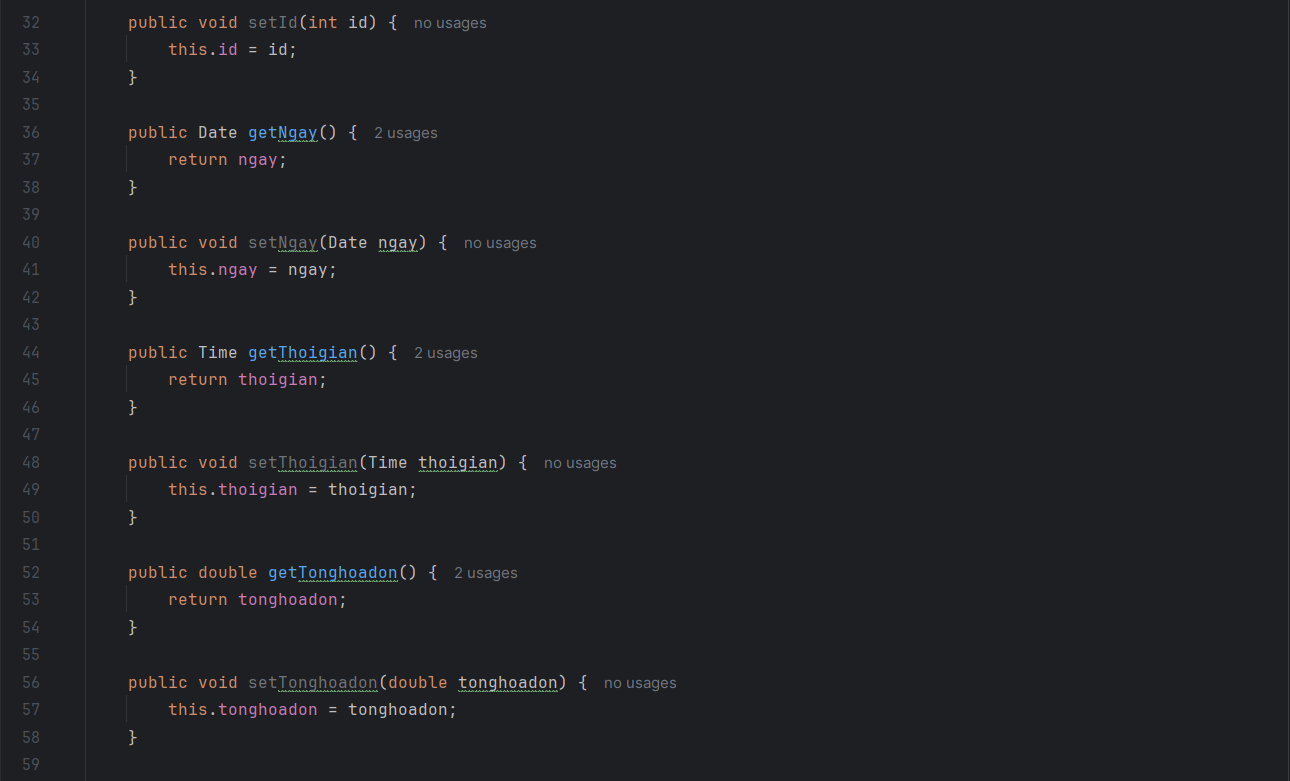 32 public void setId(int id) { no usages
33 this.id = id;
34 }
35
36 public Date getNgay() { 2 usages
37 return ngay;
38 }
39
40 public void setNgay(Date ngay) { no usages
41 this.ngay = ngay;
42 }
43
44 public Time getThoigian() { 2 usages
45 return thoigian;
46 }
47
48 public void setThoigian(Time thoigian) { no usages
49 this.thoigian = thoigian;
50 }
51
52 public double getTonghoadon() { 2 usages
53 return tonghoadon;
54 }
55
56 public void setTonghoadon(double tonghoadon) { no usages
57 this.tonghoadon = tonghoadon;
58 }
59